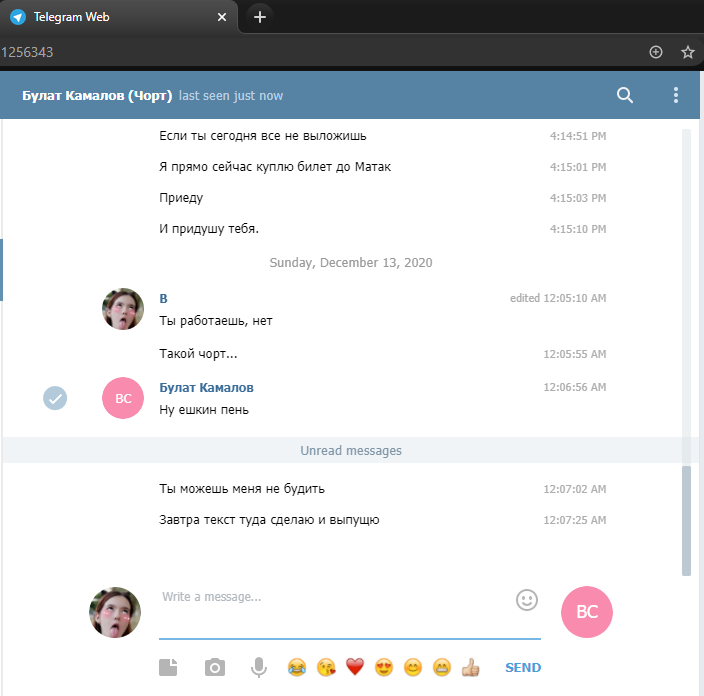 Telegram Web
1256343
Булат Камалов (Чорт) last seen just now
Если ты сегодня все не выложишь 4:14:51 PM
Я прямо сейчас куплю билет до Матак 4:15:01 PM
Приеду 4:15:03 PM
И придушу тебя. 4:15:10 PM
Sunday, December 13, 2020
В edited 12:05:10 AM
Ты работаешь, нет
Такой чорт... 12:05:55 AM
Булат Камалов 12:06:56 AM
BC
Ну ешкин пень
Unread messages
Ты можешь меня не будить 12:07:02 AM
Завтра текст туда сделаю и выпущю 12:07:25 AM
Write a message...
BC
SEND